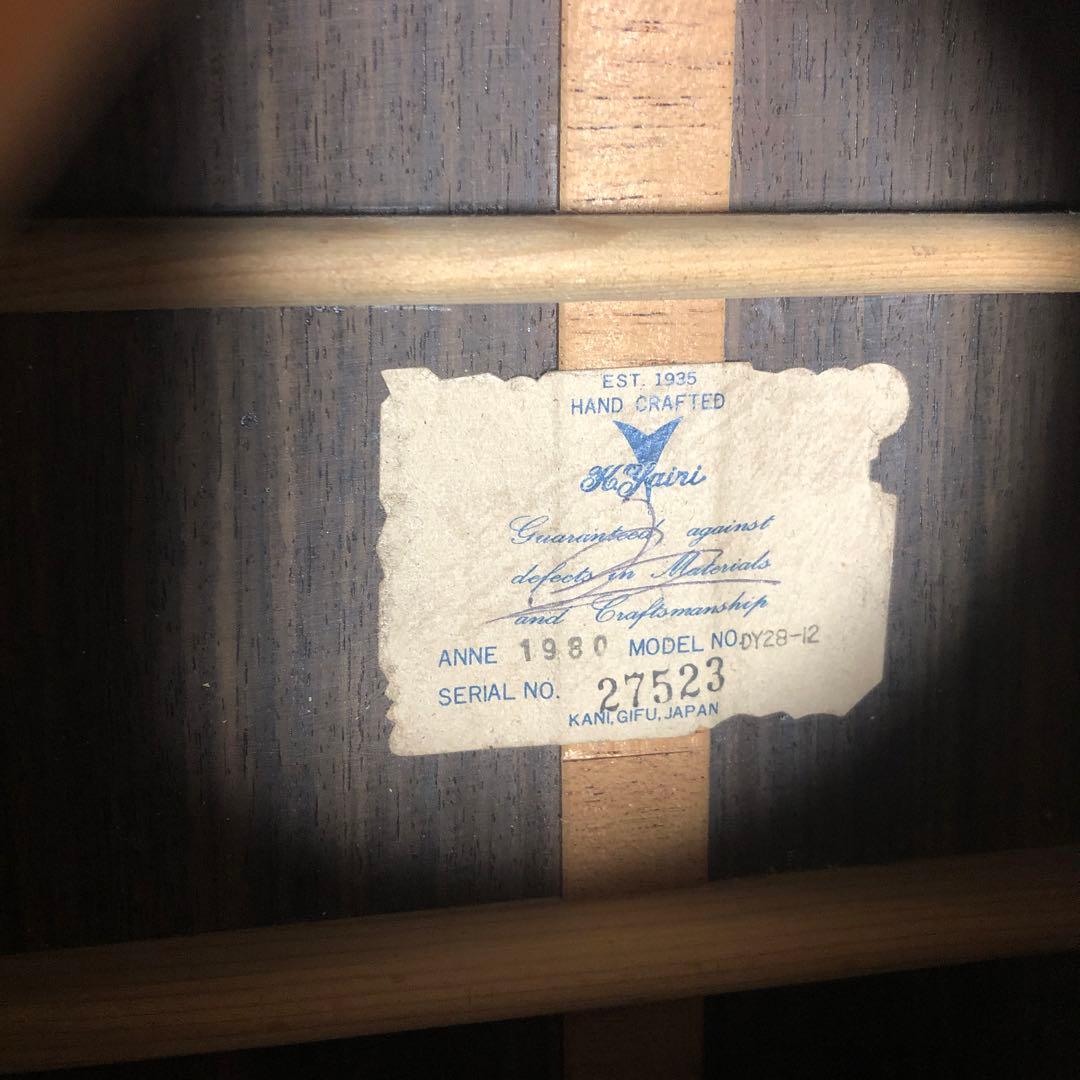 EST. 1935
HAND CRAFTED
K.Yairi
Guaranteed against
defects in Materials
and Craftsmanship
ANNE 1980 MODEL NO.DY28-12
SERIAL NO. 27523
KANI,GIFU,JAPAN